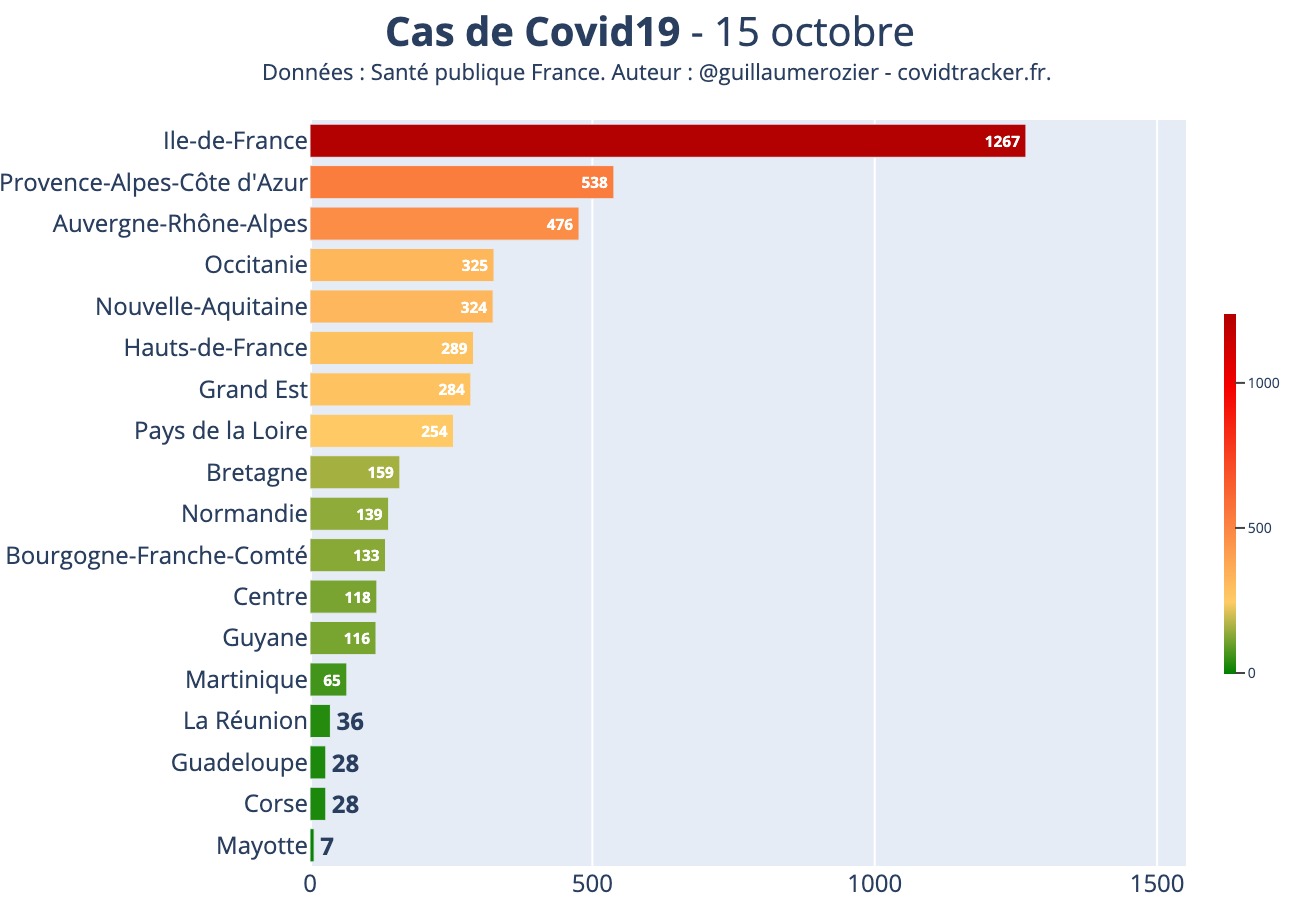 Cas de Covid19 - 15 octobre
Données : Santé publique France. Auteur : @guillaumerozier - covidtracker.fr.
Ile-de-France 1267
Provence-Alpes-Côte d'Azur 538
Auvergne-Rhône-Alpes 476
Occitanie 325
Nouvelle-Aquitaine 324
Hauts-de-France 289
Grand Est 284
Pays de la Loire 254
Bretagne 159
Normandie 139
Bourgogne-Franche-Comté 133
Centre 118
Guyane 116
Martinique 65
La Réunion 36
Guadeloupe 28
Corse 28
Mayotte 7
0 500 1000 1500
1000
500
0